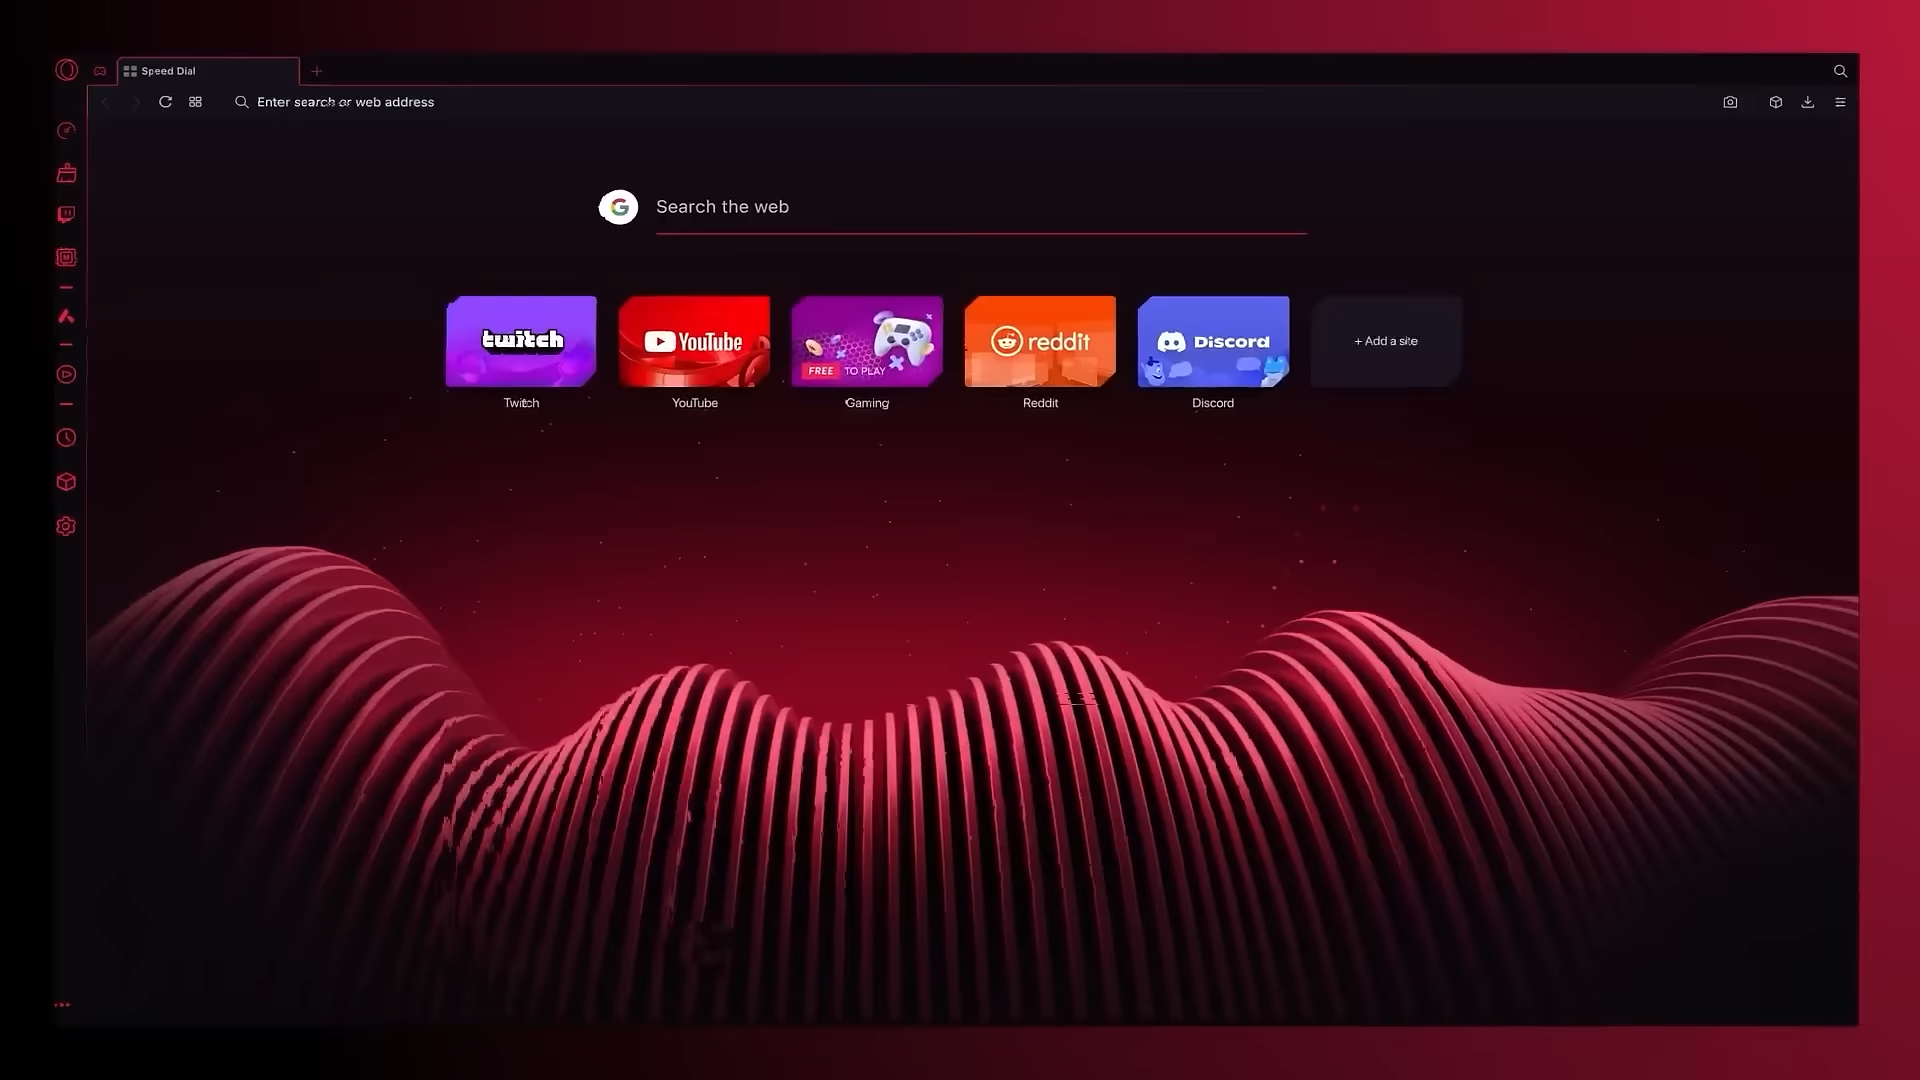 Speed Dial
Enter search or web address
Search the web
twitch
YouTube
FREE TO PLAY
reddit
Discord
+ Add a site
Twitch
YouTube
Gaming
Reddit
Discord